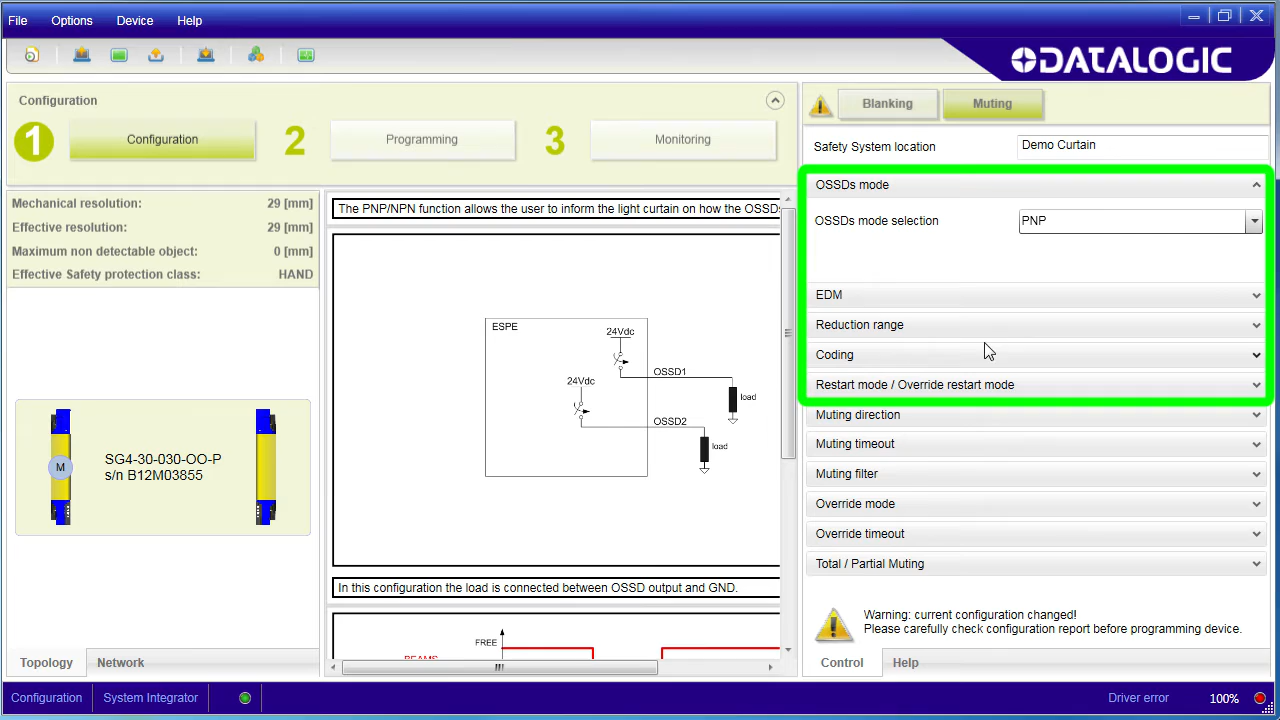 File Options Device Help
DATALOGIC
Configuration
1 Configuration 2 Programming 3 Monitoring
Mechanical resolution: 29 [mm]
Effective resolution: 29 [mm]
Maximum non detectable object: 0 [mm]
Effective Safety protection class: HAND
M
SG4-30-030-OO-P
s/n B12M03855
Topology Network
The PNP/NPN function allows the user to inform the light curtain on how the OSSDs
ESPE
24Vdc
OSSD1
load
24Vdc
OSSD2
load
In this configuration the load is connected between OSSD output and GND.
FREE
BEAMS
Blanking Muting
Safety System location Demo Curtain
OSSDs mode
OSSDs mode selection PNP
EDM
Reduction range
Coding
Restart mode / Override restart mode
Muting direction
Muting timeout
Muting filter
Override mode
Override timeout
Total / Partial Muting
Warning: current configuration changed!
Please carefully check configuration report before programming device.
Control Help
Configuration System Integrator Driver error 100%